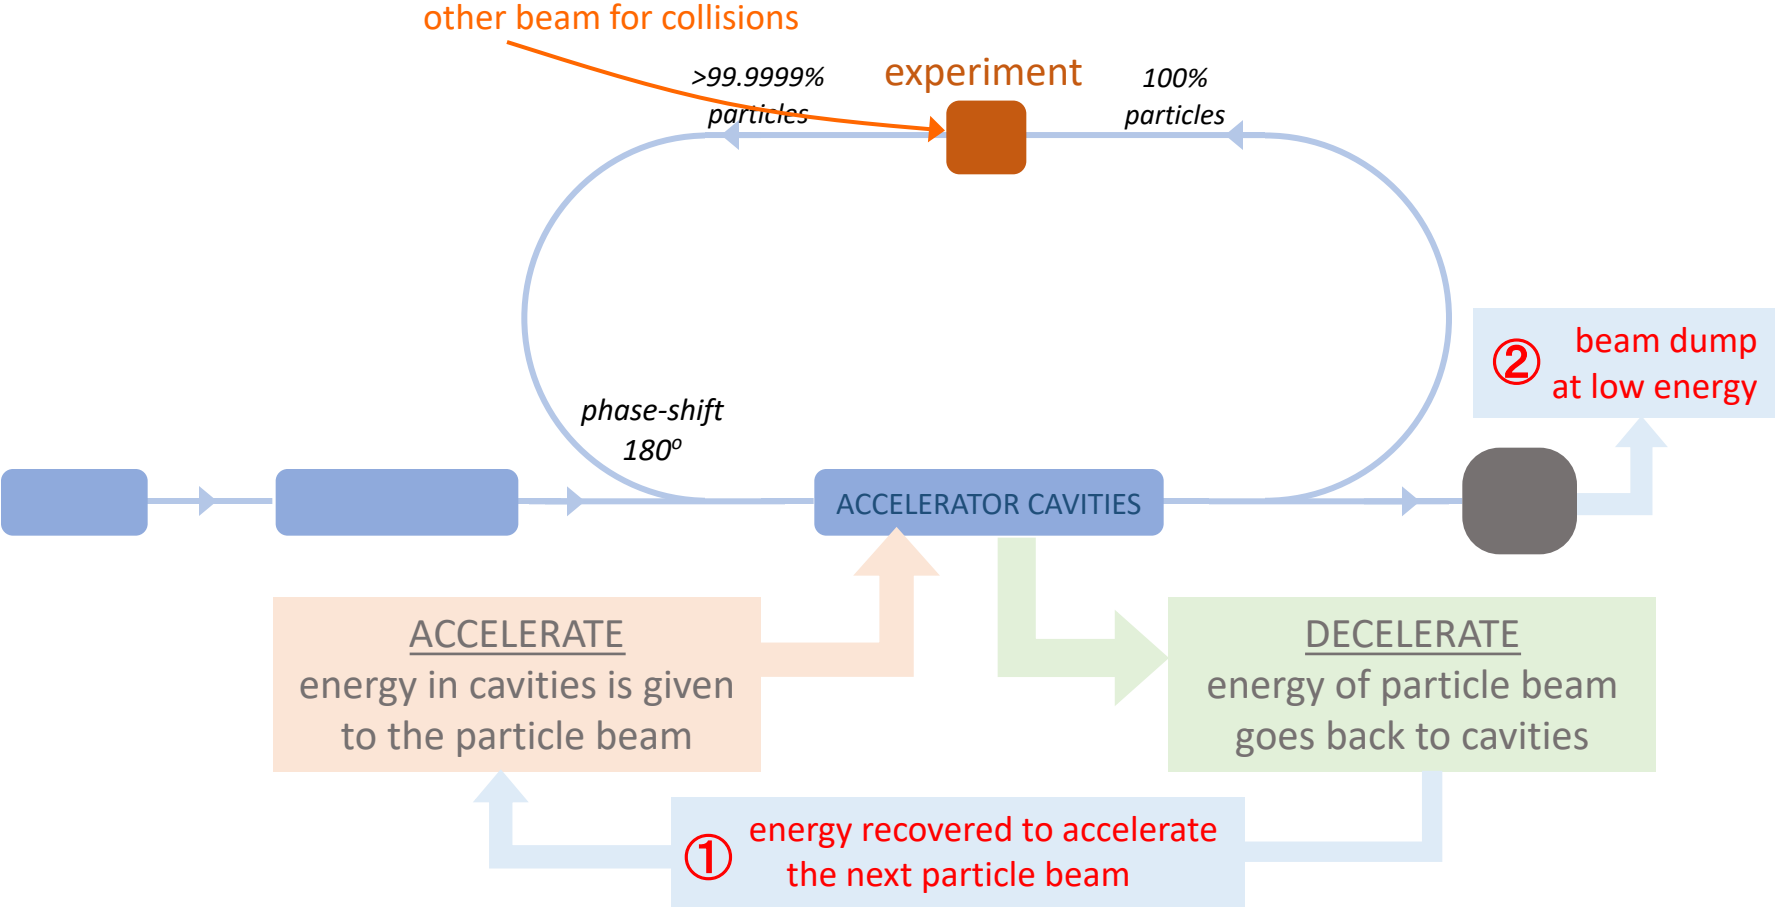 other beam for collisions
>99.9999%
particles
experiment
100%
particles
② beam dump
at low energy
phase-shift
180º
ACCELERATOR CAVITIES
ACCELERATE
energy in cavities is given
to the particle beam
DECELERATE
energy of particle beam
goes back to cavities
① energy recovered to accelerate
the next particle beam